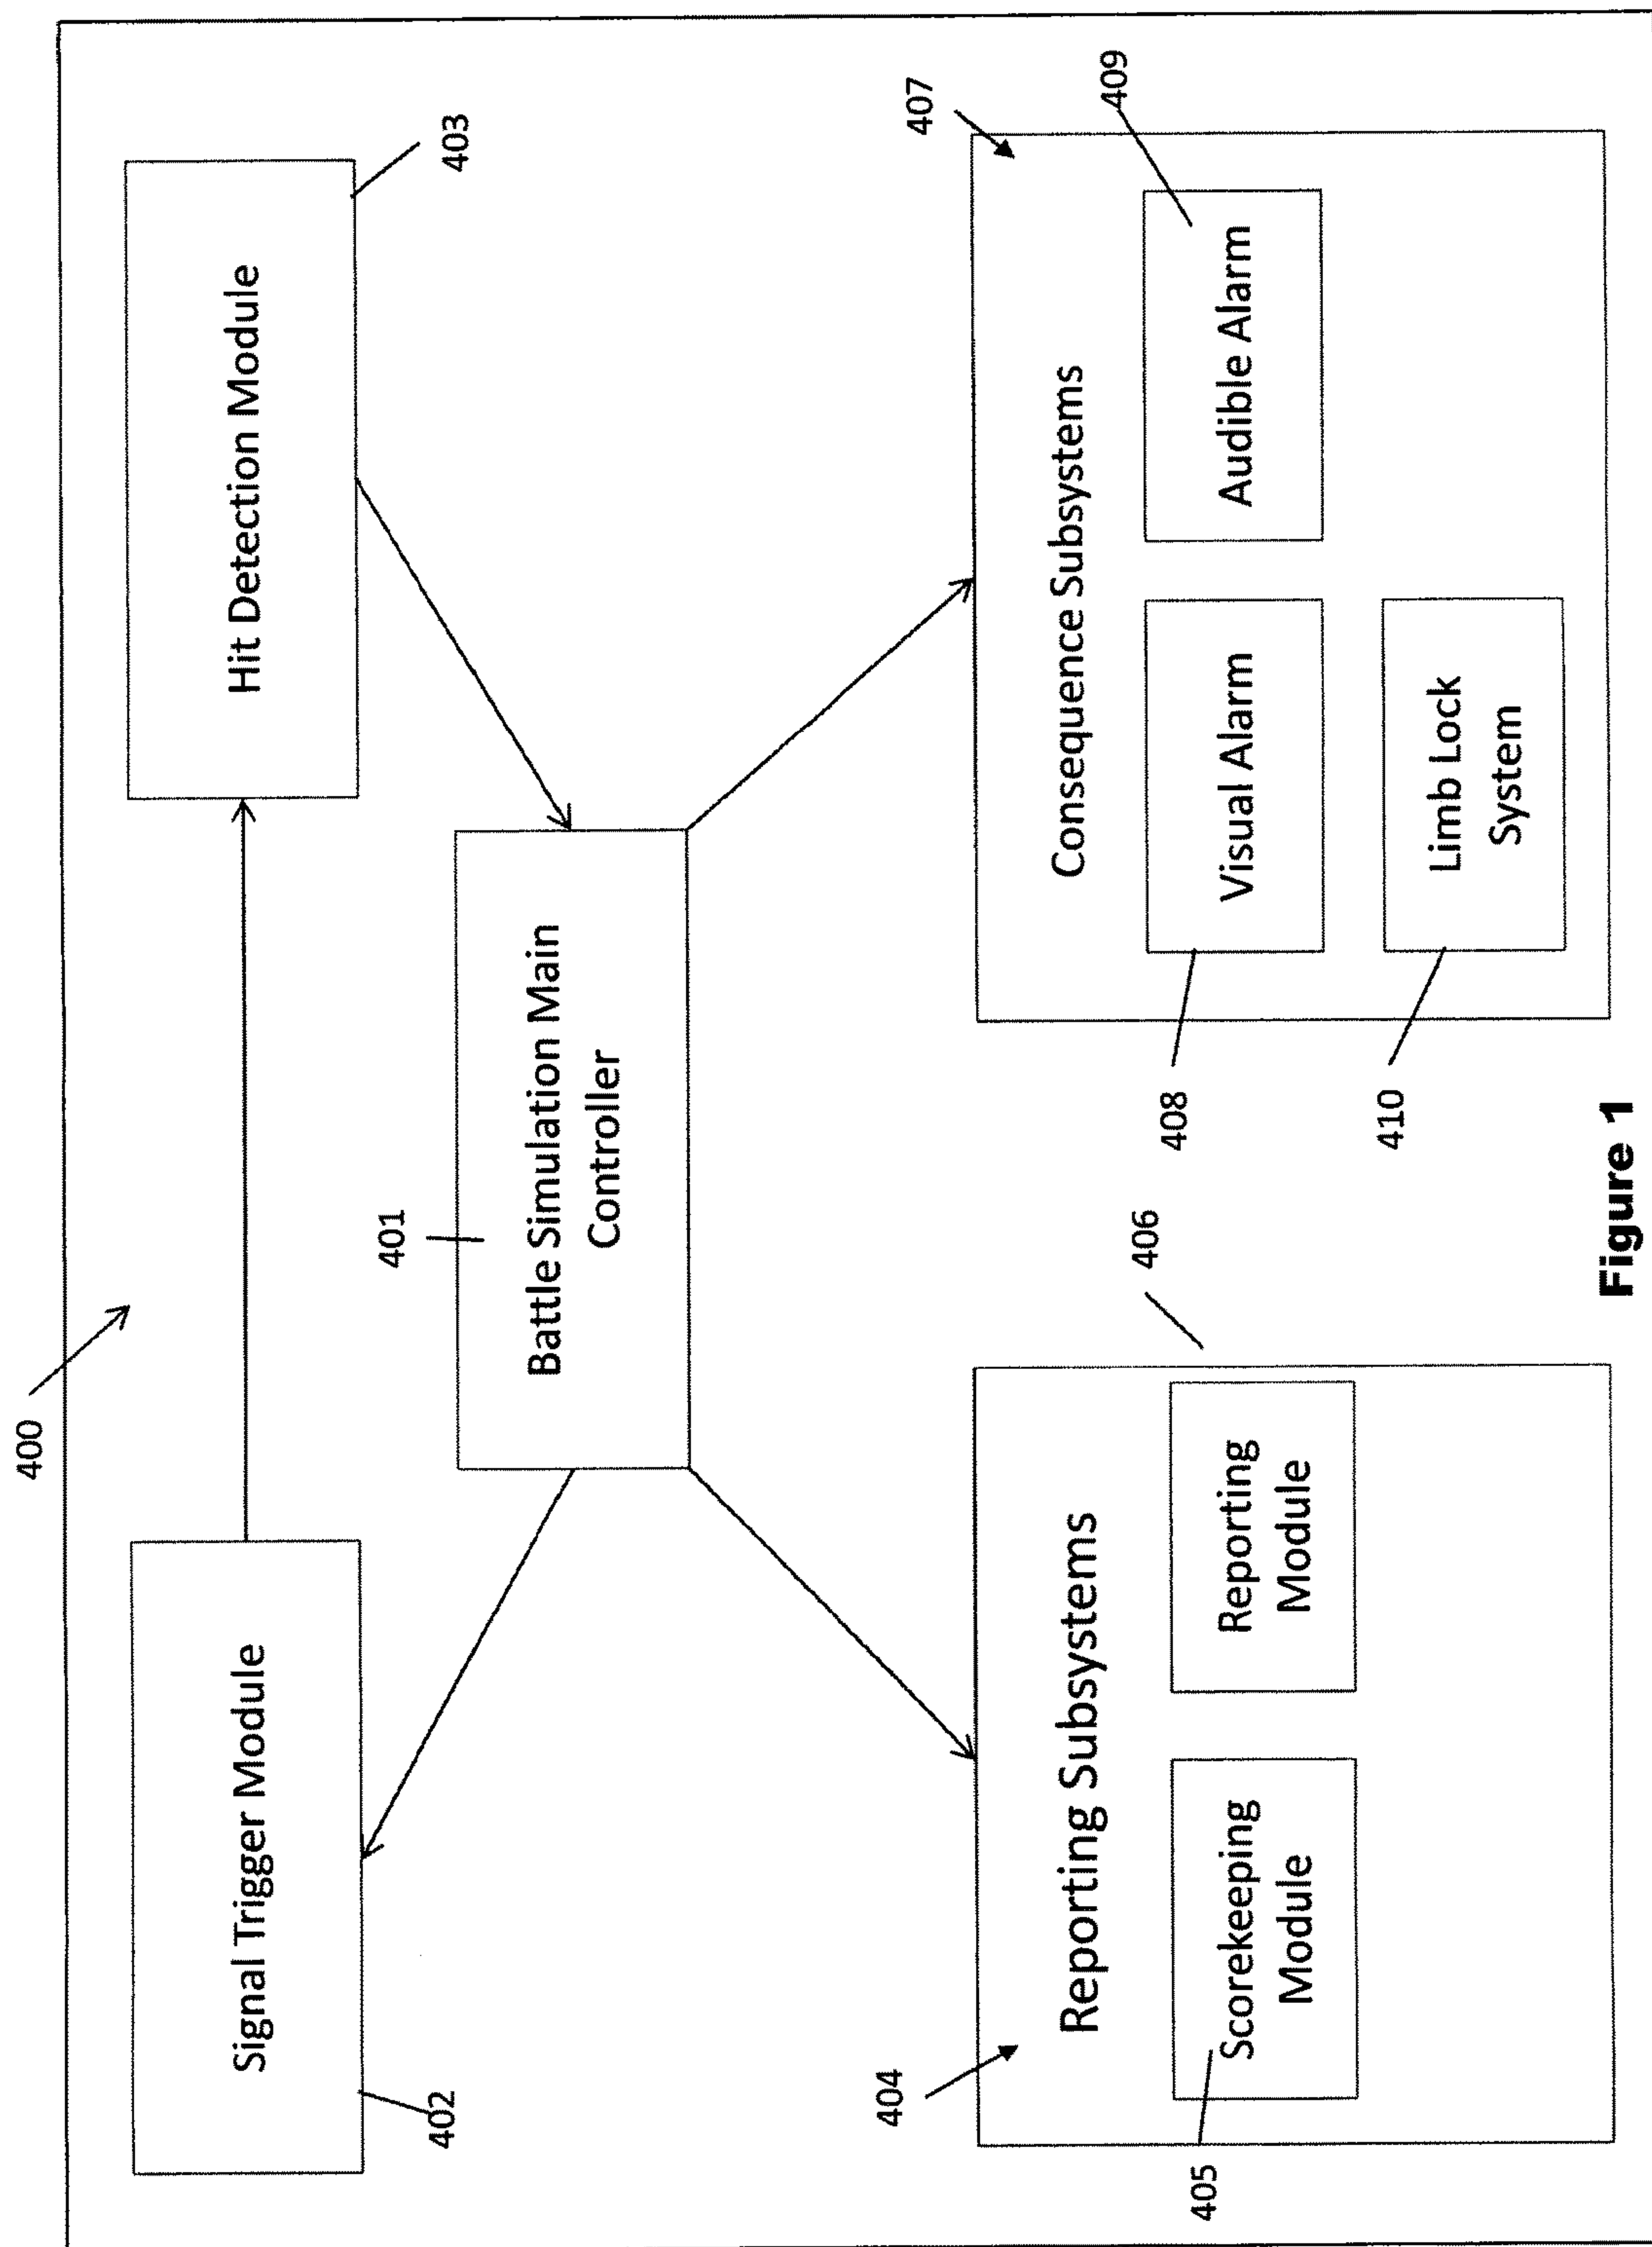 400
Signal Trigger Module
402
Hit Detection Module
403
401
Battle Simulation Main
Controller
404
Reporting Subsystems
405
Scorekeeping
Module
406
Reporting
Module
407
Consequence Subsystems
408
Visual Alarm
409
Audible Alarm
410
Limb Lock
System
Figure 1